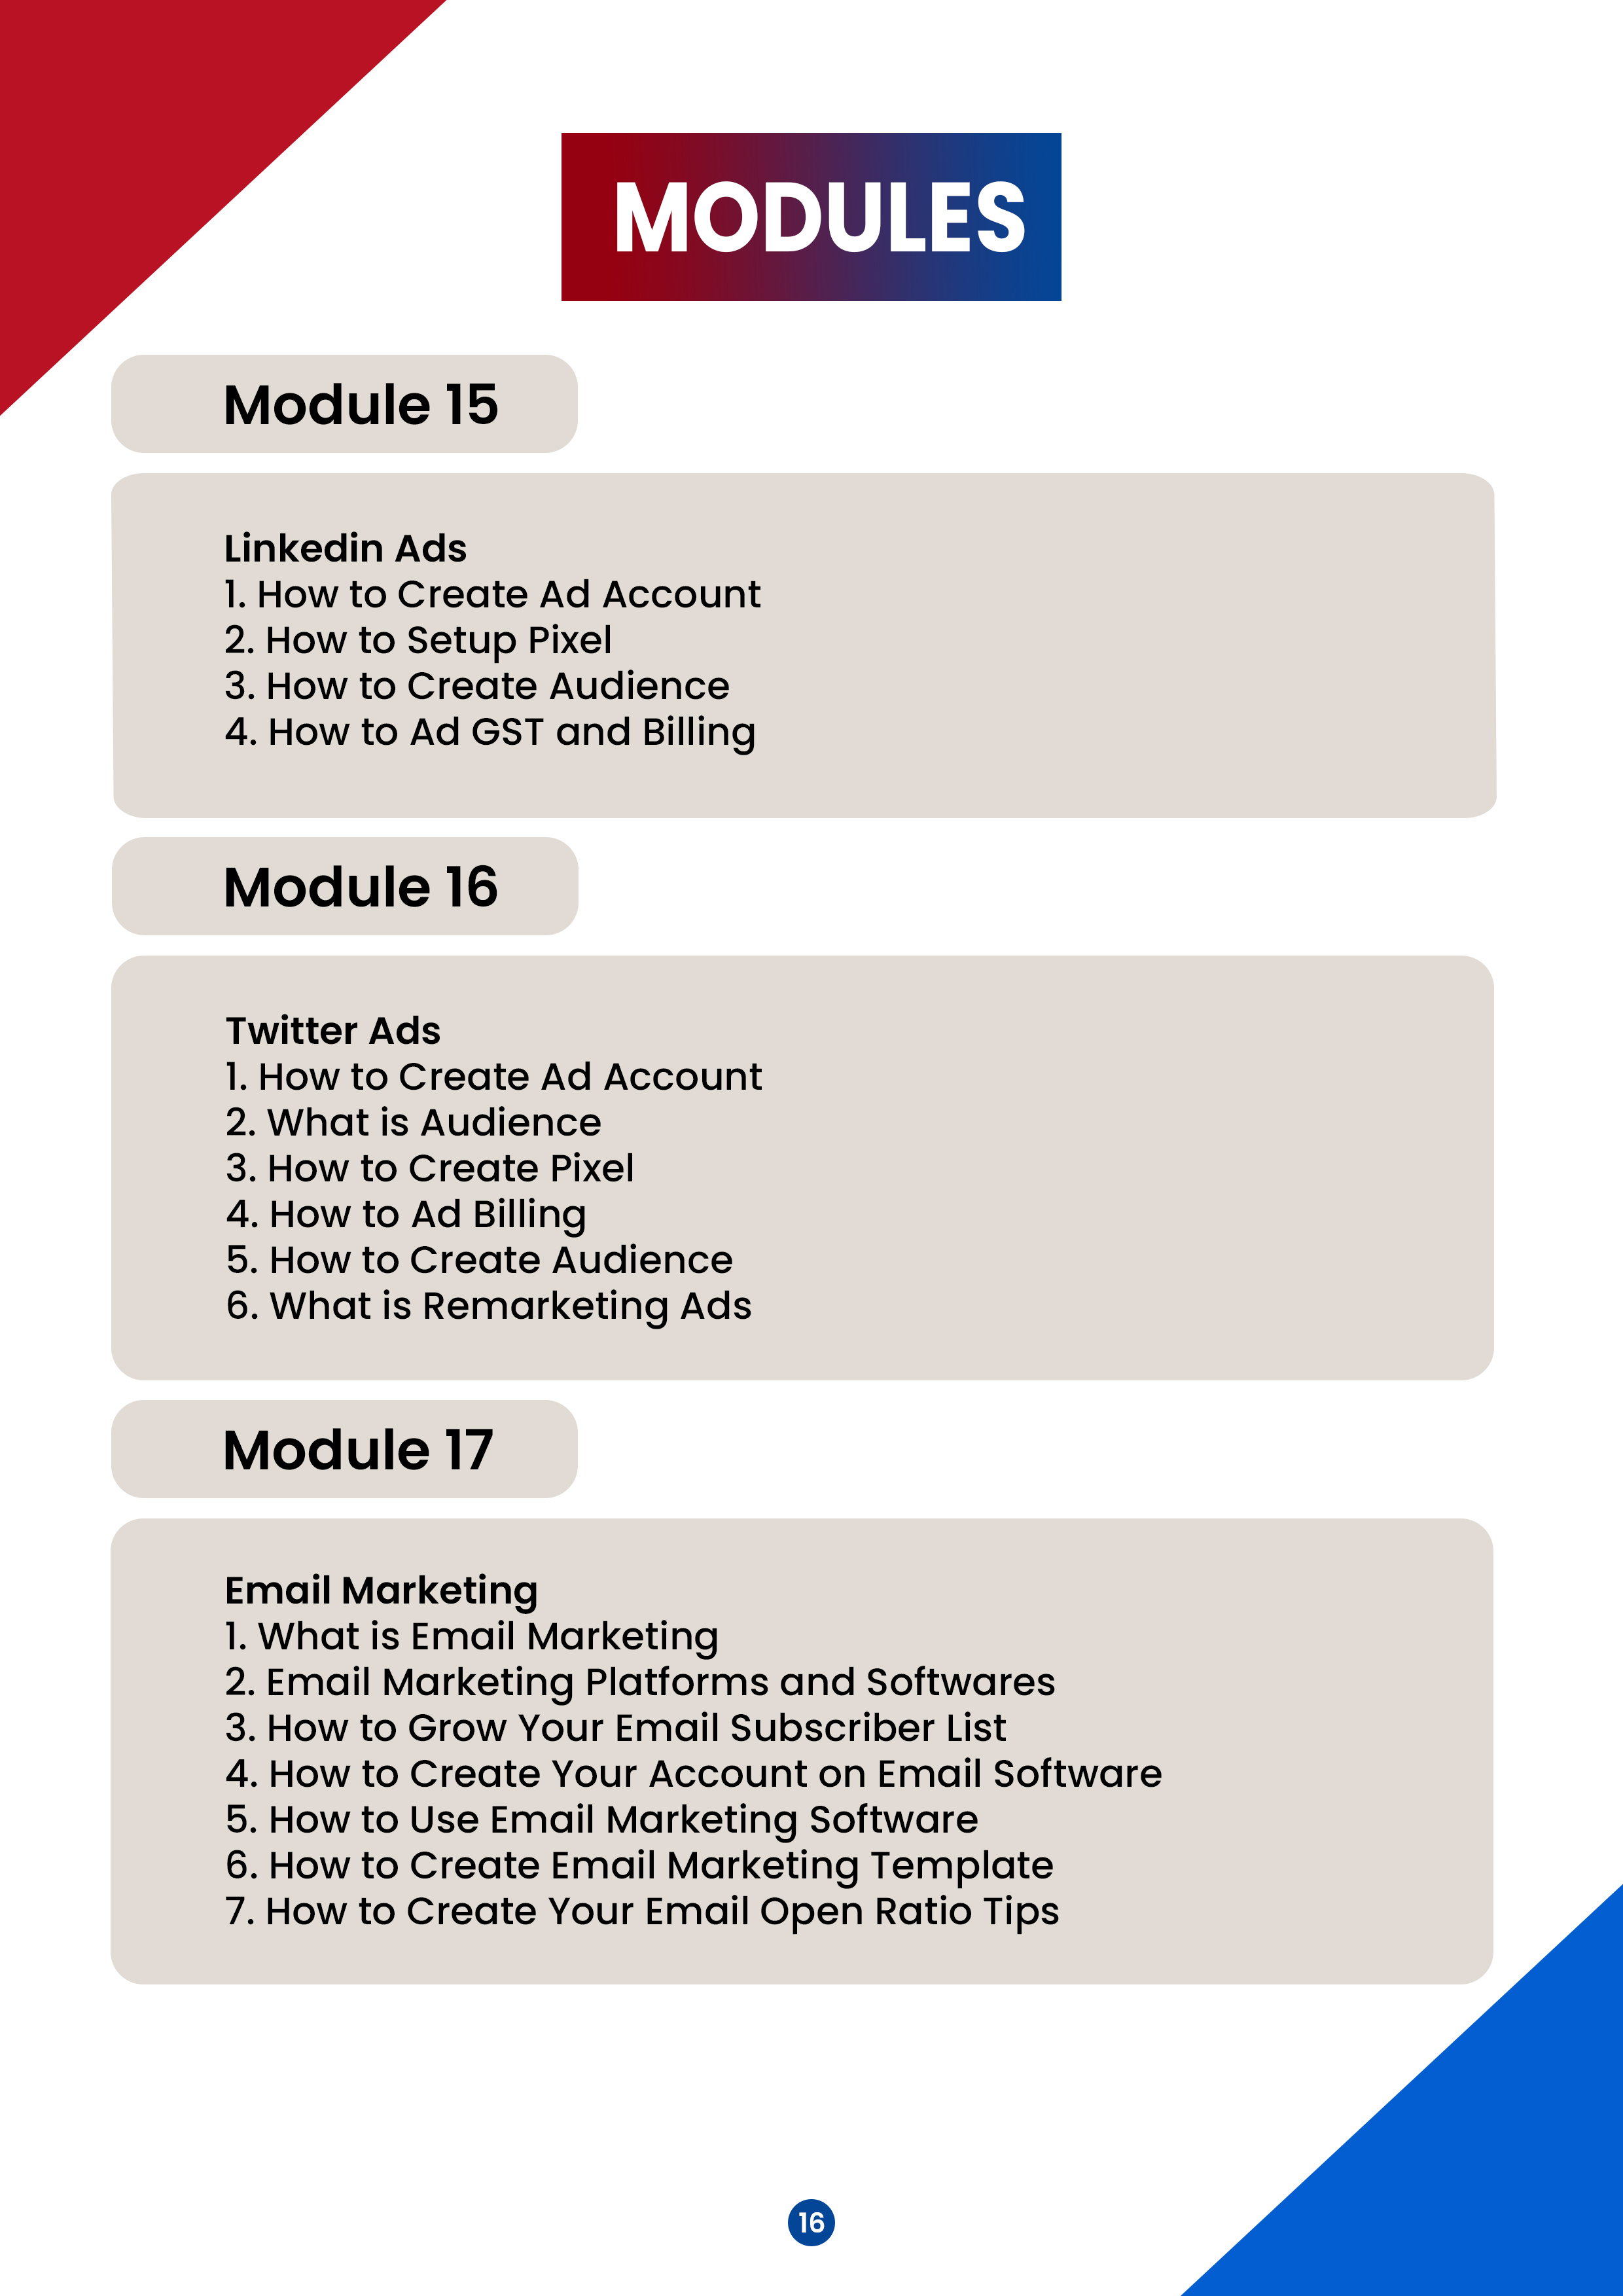 MODULES
Module 15
Linkedin Ads
1. How to Create Ad Account
2. How to Setup Pixel
3. How to Create Audience
4. How to Ad GST and Billing
Module 16
Twitter Ads
1. How to Create Ad Account
2. What is Audience
3. How to Create Pixel
4. How to Ad Billing
5. How to Create Audience
6. What is Remarketing Ads
Module 17
Email Marketing
1. What is Email Marketing
2. Email Marketing Platforms and Softwares
3. How to Grow Your Email Subscriber List
4. How to Create Your Account on Email Software
5. How to Use Email Marketing Software
6. How to Create Email Marketing Template
7. How to Create Your Email Open Ratio Tips
16